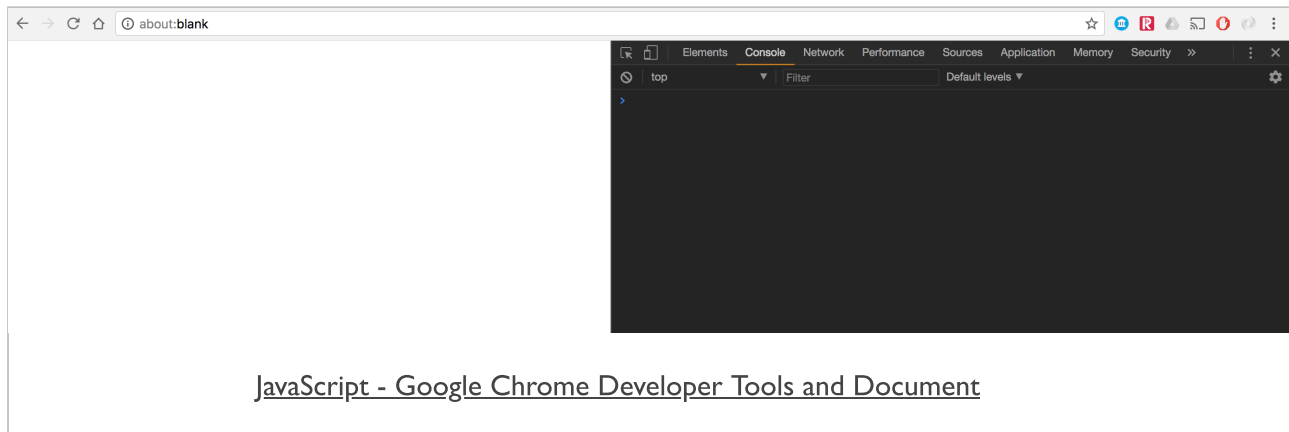 about:blank
Elements Console Network Performance Sources Application Memory Security »
top Filter Default levels
JavaScript - Google Chrome Developer Tools and Document